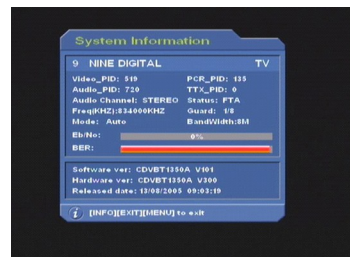 System Information
9 NINE DIGITAL TV
Video_PID: 519 PCR_PID: 135
Audio_PID: 720 TTX_PID: 0
Audio Channel: STEREO Status: FTA
Freq(KHZ):834000KHZ Guard: 1/8
Mode: Auto BandWidth:8M
Eb/No: 0%
BER:
Software ver: CDVBT1350A V101
Hardware ver: CDVBT1350A V300
Released date: 13/08/2005 09:03:19
i [INFO][EXIT][MENU] to exit